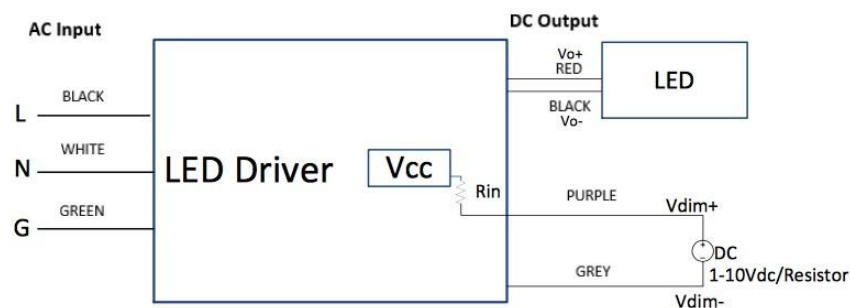 AC Input
DC Output
L
BLACK
N
WHITE
G
GREEN
LED Driver
Vcc
Rin
Vo+
RED
BLACK
Vo-
LED
PURPLE
Vdim+
DC
1-10Vdc/Resistor
GREY
Vdim-